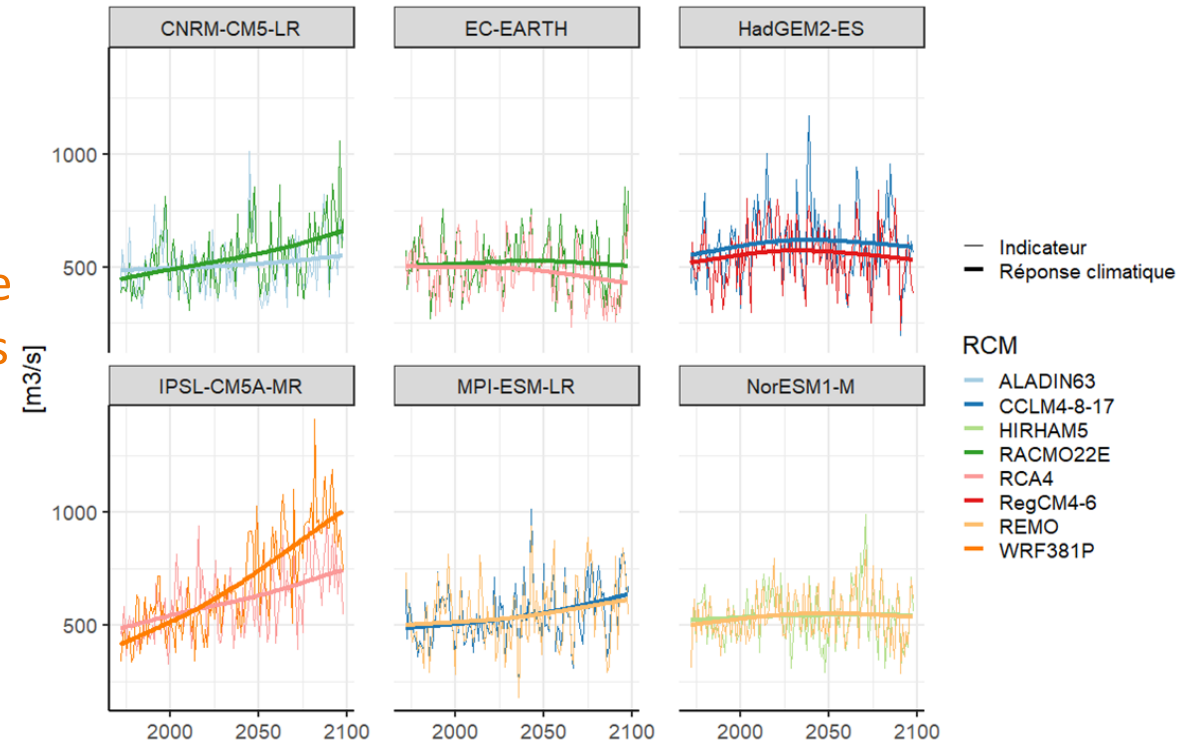 CNRM-CM5-LR
EC-EARTH
HadGEM2-ES
1000
500
e
s
[m3/s]
IPSL-CM5A-MR
MPI-ESM-LR
NorESM1-M
1000
500
2000
2050
2100
2000
2050
2100
2000
2050
2100
Indicateur
Réponse climatique
RCM
ALADIN63
CCLM4-8-17
HIRHAM5
RACMO22E
RCA4
RegCM4-6
REMO
WRF381P